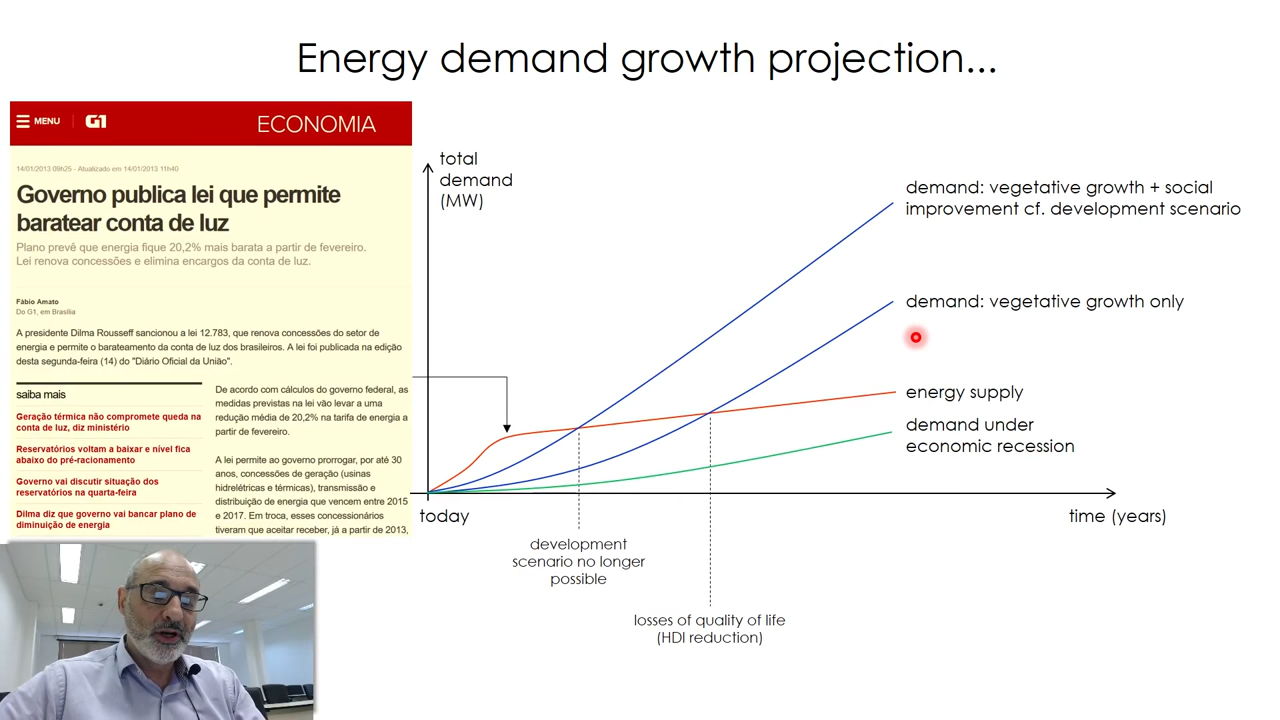 Energy demand growth projection...
MENU
G1
ECONOMIA
14/01/2013 09h25 - Atualizado em 14/01/2013 11h40
Governo publica lei que permite
baratear conta de luz
Plano prevê que energia fique 20,2% mais barata a partir de fevereiro.
Lei renova concessões e elimina encargos da conta de luz.
Fábio Amato
Do G1, em Brasília
A presidente Dilma Rousseff sancionou a lei 12.783, que renova concessões do setor de
energia e permite o barateamento da conta de luz dos brasileiros. A lei foi publicada na edição
desta segunda-feira (14) do "Diário Oficial da União".
saiba mais
Geração térmica não compromete queda na
conta de luz, diz ministério
Reservatórios voltam a baixar e nível fica
abaixo do pré-racionamento
Governo vai discutir situação dos
reservatórios na quarta-feira
Dilma diz que governo vai bancar plano de
diminuição de energia
De acordo com cálculos do governo federal, as
medidas previstas na lei vão levar a uma
redução média de 20,2% na tarifa de energia a
partir de fevereiro.
A lei permite ao governo prorrogar, por até 30
anos, concessões de geração (usinas
hidrelétricas e térmicas), transmissão e
distribuição de energia que vencem entre 2015
e 2017. Em troca, esses concessionários
tiveram que aceitar receber, já a partir de 2013,
total
demand
(MW)
demand: vegetative growth + social
improvement cf. development scenario
demand: vegetative growth only
energy supply
demand under
economic recession
today
time (years)
development
scenario no longer
possible
losses of quality of life
(HDI reduction)